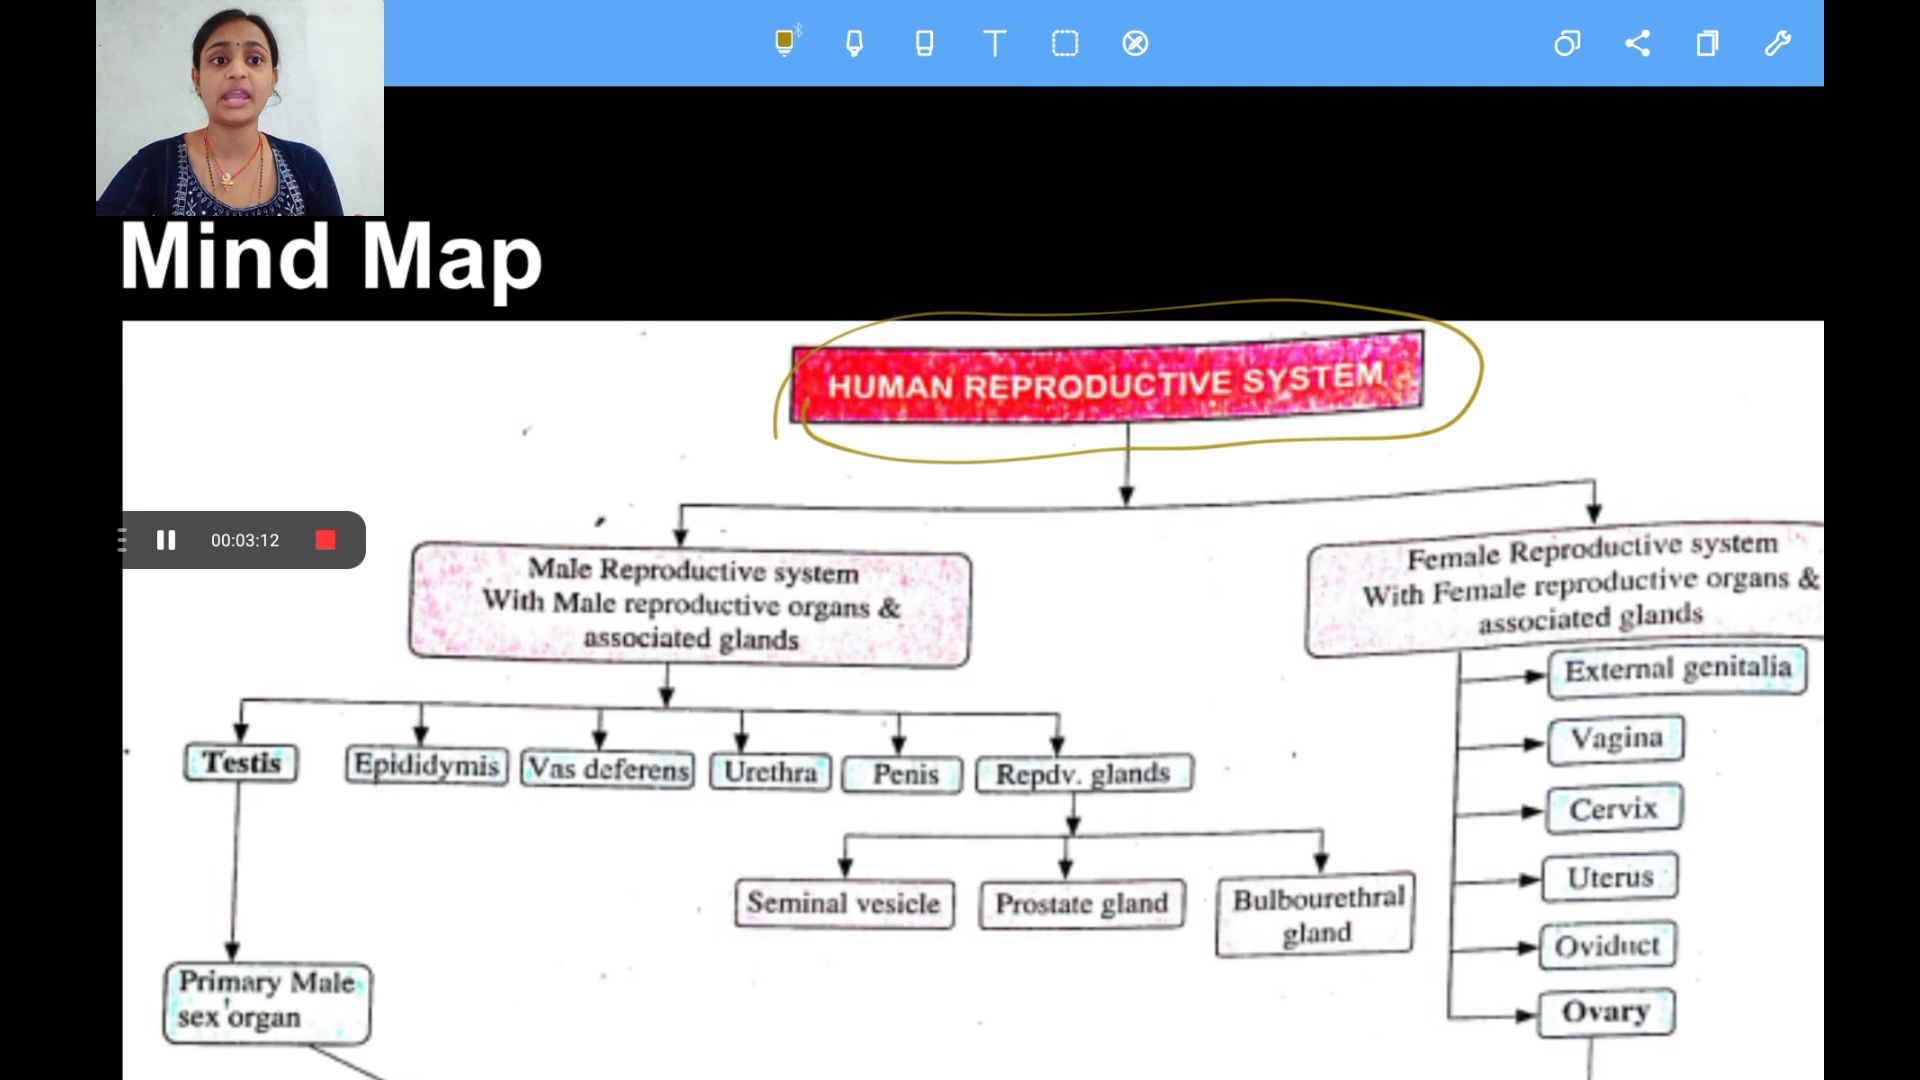 Mind Map
HUMAN REPRODUCTIVE SYSTEM
00:03:12
Male Reproductive system
With Male reproductive organs &
associated glands
Female Reproductive system
With Female reproductive organs &
associated glands
External genitalia
Vagina
Cervix
Uterus
Oviduct
Ovary
Testis
Epididymis
Vas deferens
Urethra
Penis
Repdv. glands
Seminal vesicle
Prostate gland
Bulbourethral
gland
Primary Male
sex organ